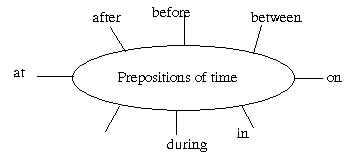 before
after
between
at
Prepositions of time
on
in
during